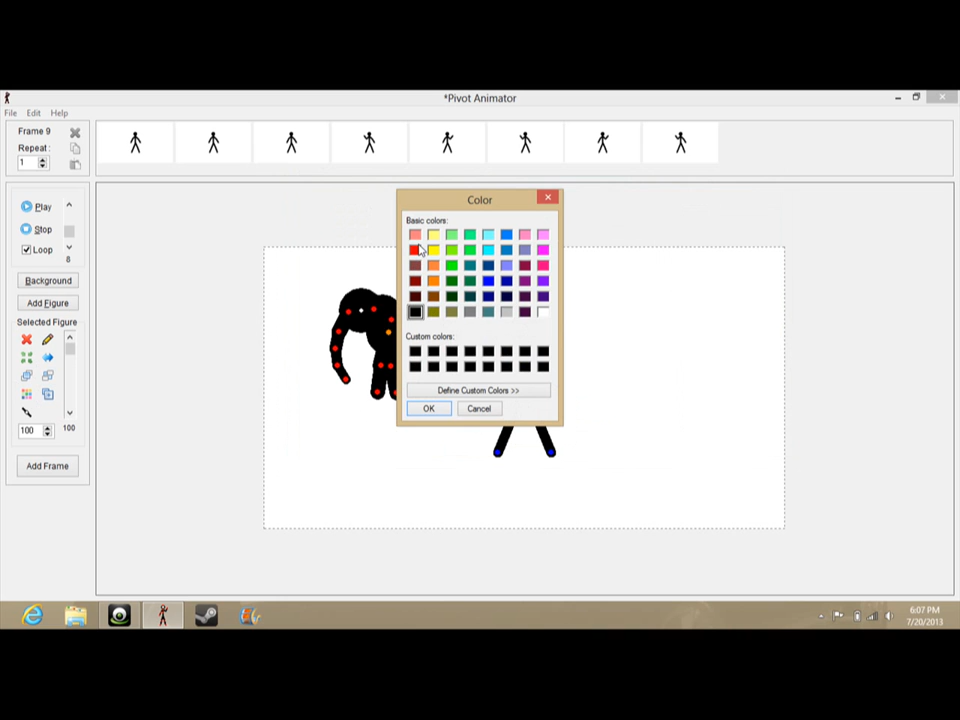 *Pivot Animator
File Edit Help
Frame 9
Repeat :
1
Play
Stop
Loop
8
Background
Add Figure
Selected Figure
100
100
Add Frame
Color
Basic colors:
Custom colors:
Define Custom Colors >>
OK
Cancel
6:07 PM
7/20/2013